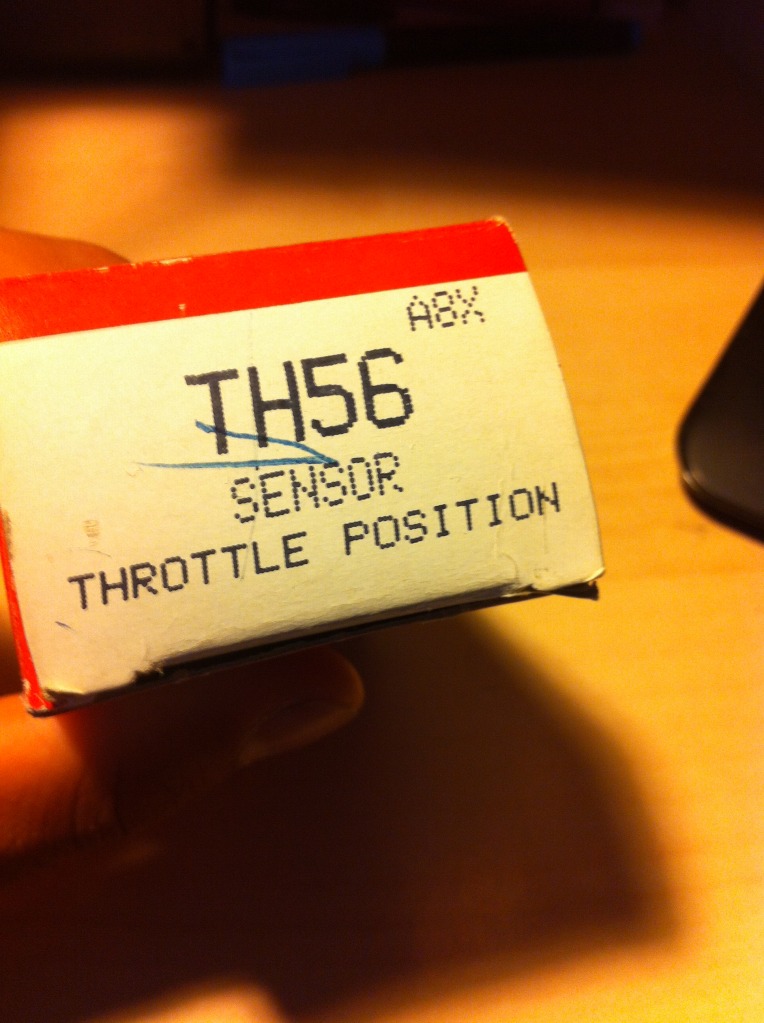 A8X
TH56
SENSOR
THROTTLE POSITION